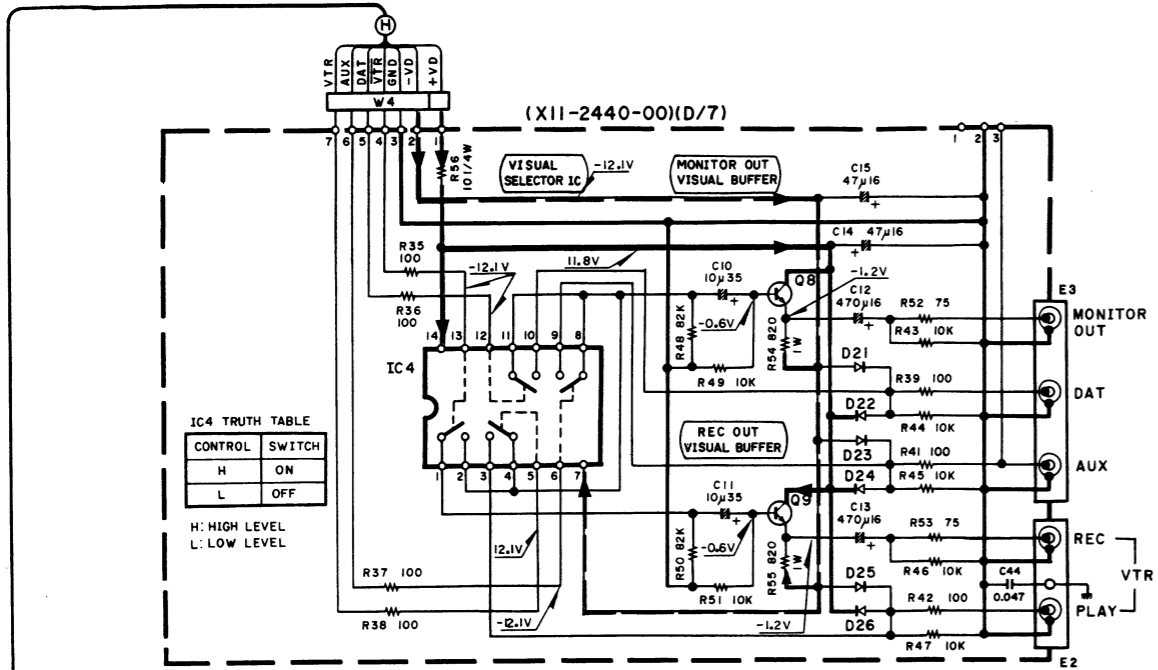 H
VTR
AUX
DAT
VTR
GND
-VD
+VD
W4
7 6 5 4 3 2 1
R56
10 1/4W
(X11-2440-00)(D/7)
1 2 3
VISUAL
SELECTOR IC
-12.1V
MONITOR OUT
VISUAL BUFFER
C15
47μ16
C14 47μ16
R35
100
-12.1V
11.8V
R36
100
C10
10μ35
Q8
-1.2V
C12
470μ16
R52 75
R43 10K
E3
MONITOR
OUT
R48 82K
-0.6V
R54 820
1W
R49 10K
14 13 12 11 10 9 8
IC4
1 2 3 4 5 6 7
D21
R39 100
DAT
D22
R44 10K
IC4 TRUTH TABLE
CONTROL SWITCH
H ON
L OFF
H: HIGH LEVEL
L: LOW LEVEL
REC OUT
VISUAL BUFFER
D23
R41 100
AUX
D24
R45 10K
C11
10μ35
Q9
C13
470μ16
R53 75
REC
R50 82K
-0.6V
R55 820
1W
R46 10K
12.1V
R51 10K
C44
0.047
VTR
D25
R42 100
PLAY
R37 100
R38 100
-12.1V
-1.2V
D26
R47 10K
E2